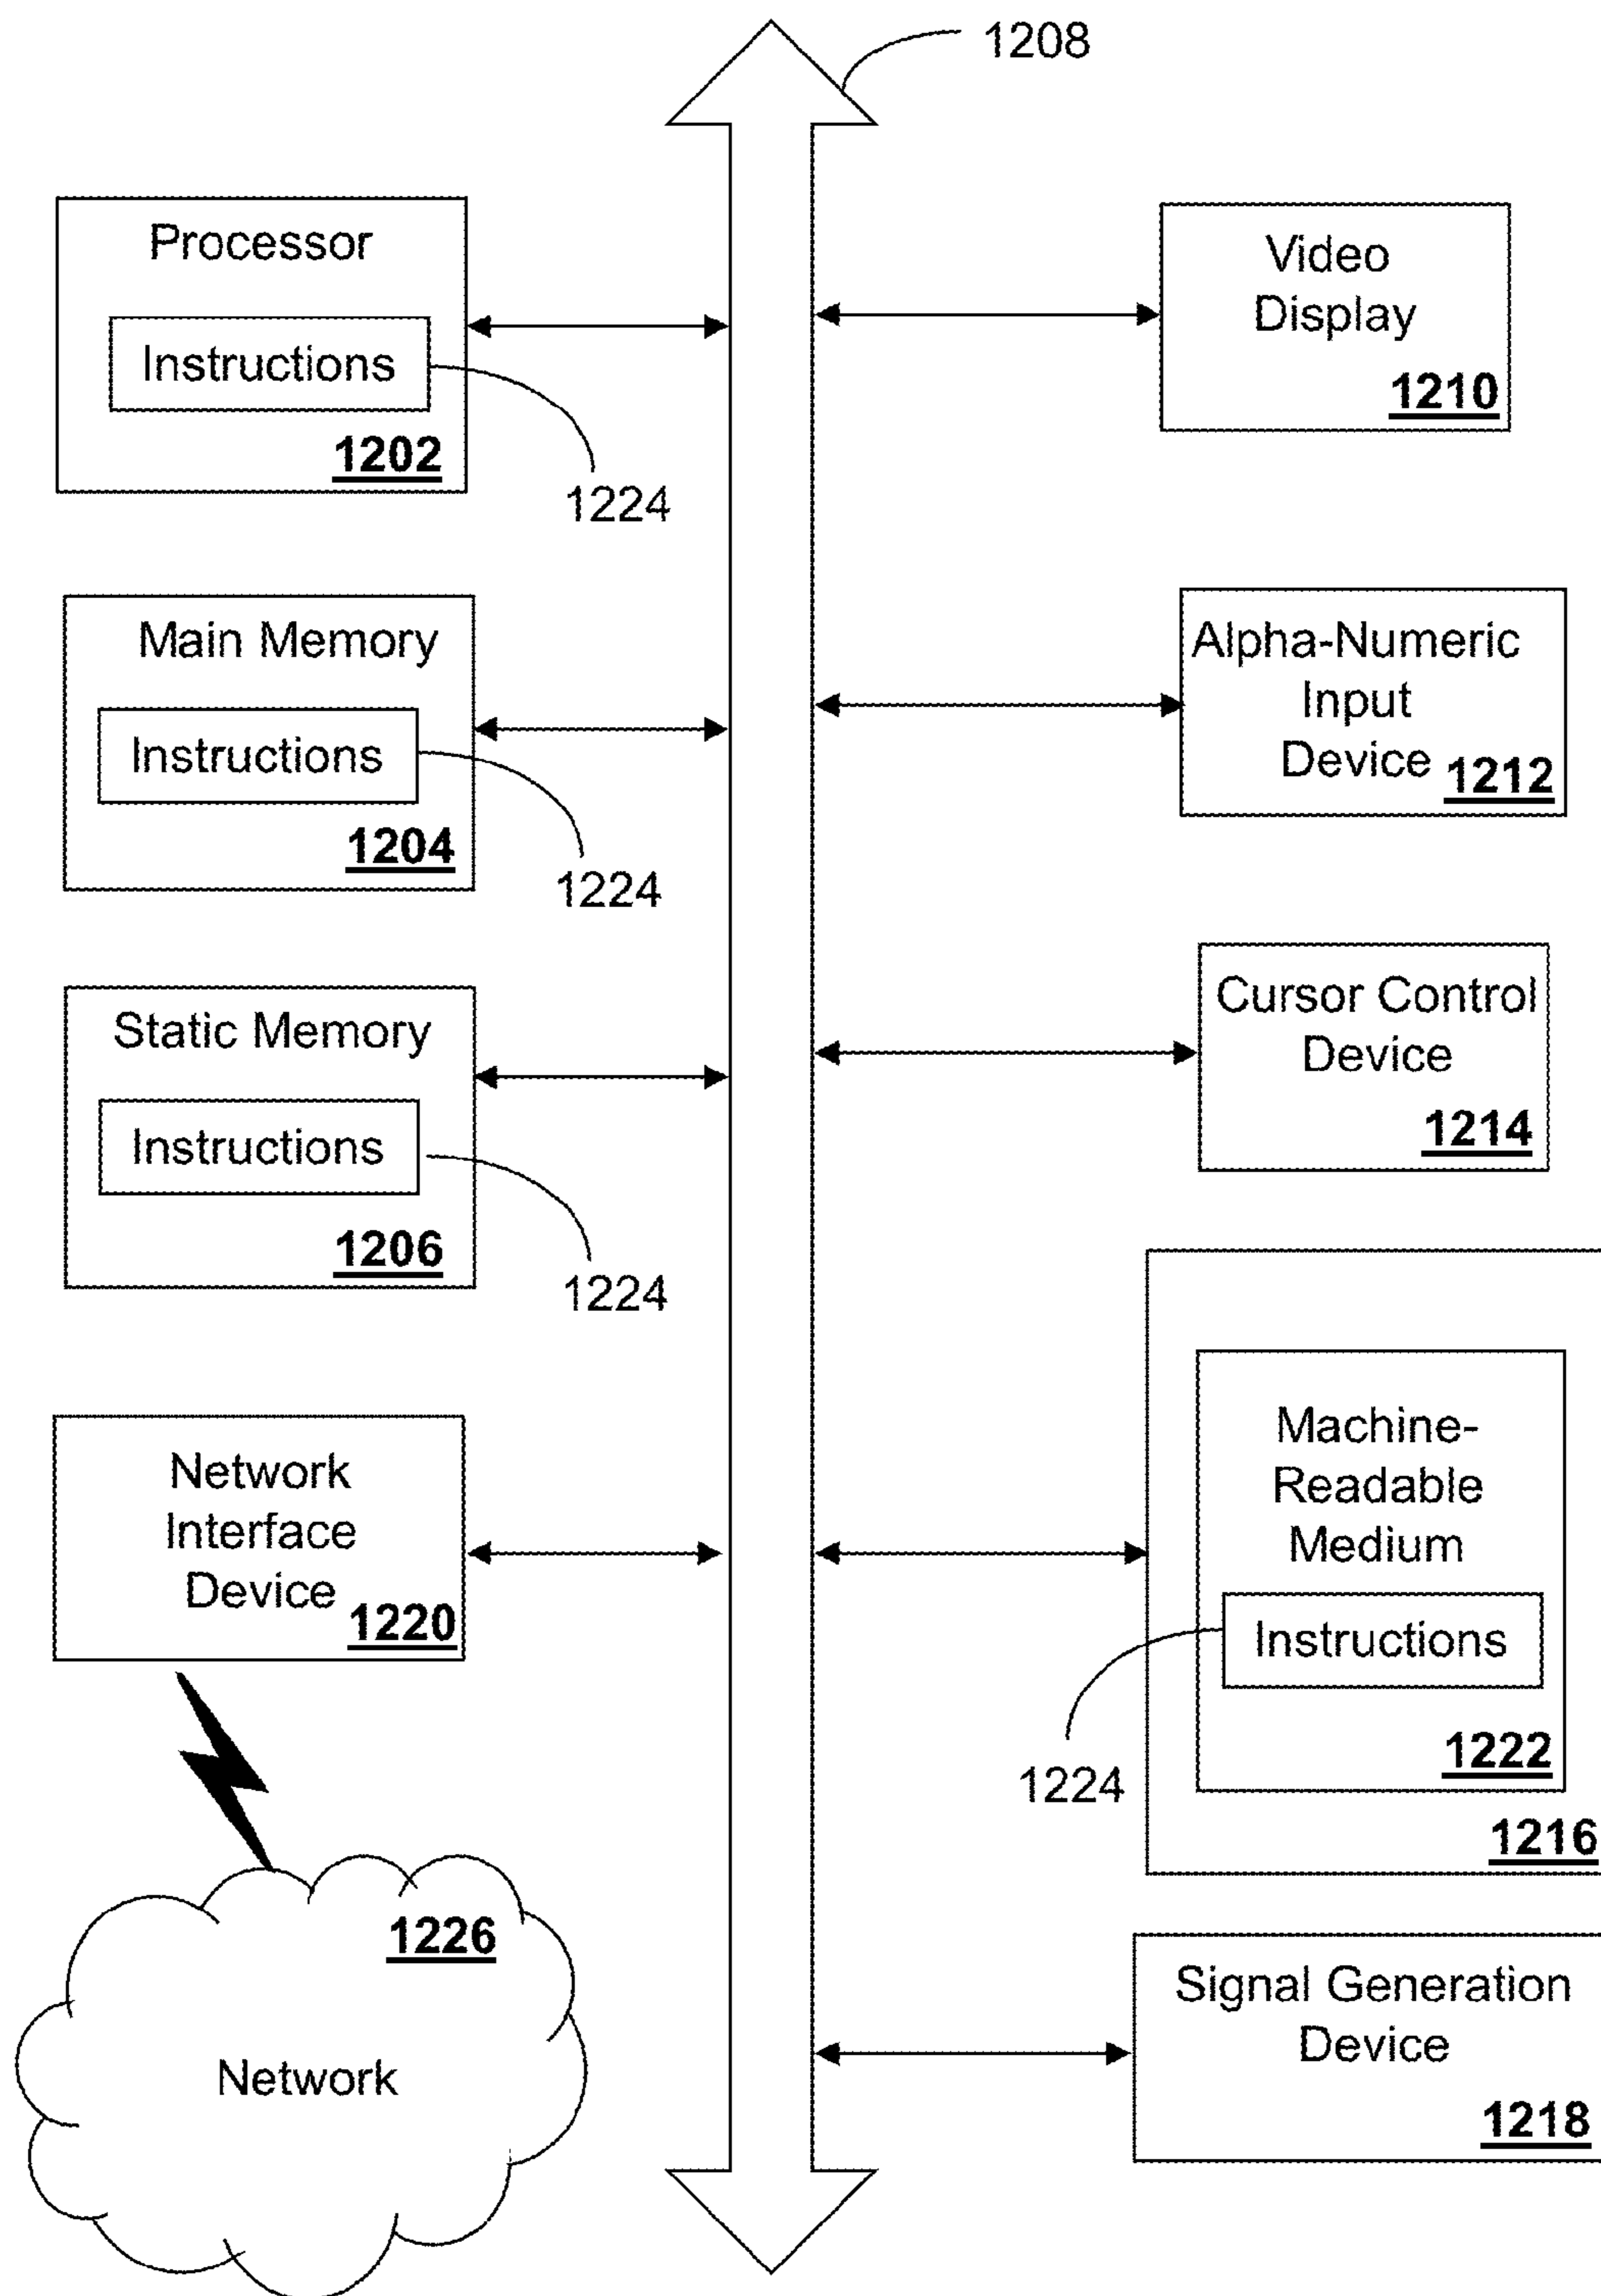 1208
Processor
Instructions
1202
1224
Main Memory
Instructions
1204
1224
Static Memory
Instructions
1206
1224
Network
Interface
Device
1220
1226
Network
Video
Display
1210
Alpha-Numeric
Input
Device
1212
Cursor Control
Device
1214
Machine-
Readable
Medium
Instructions
1222
1224
1216
Signal Generation
Device
1218